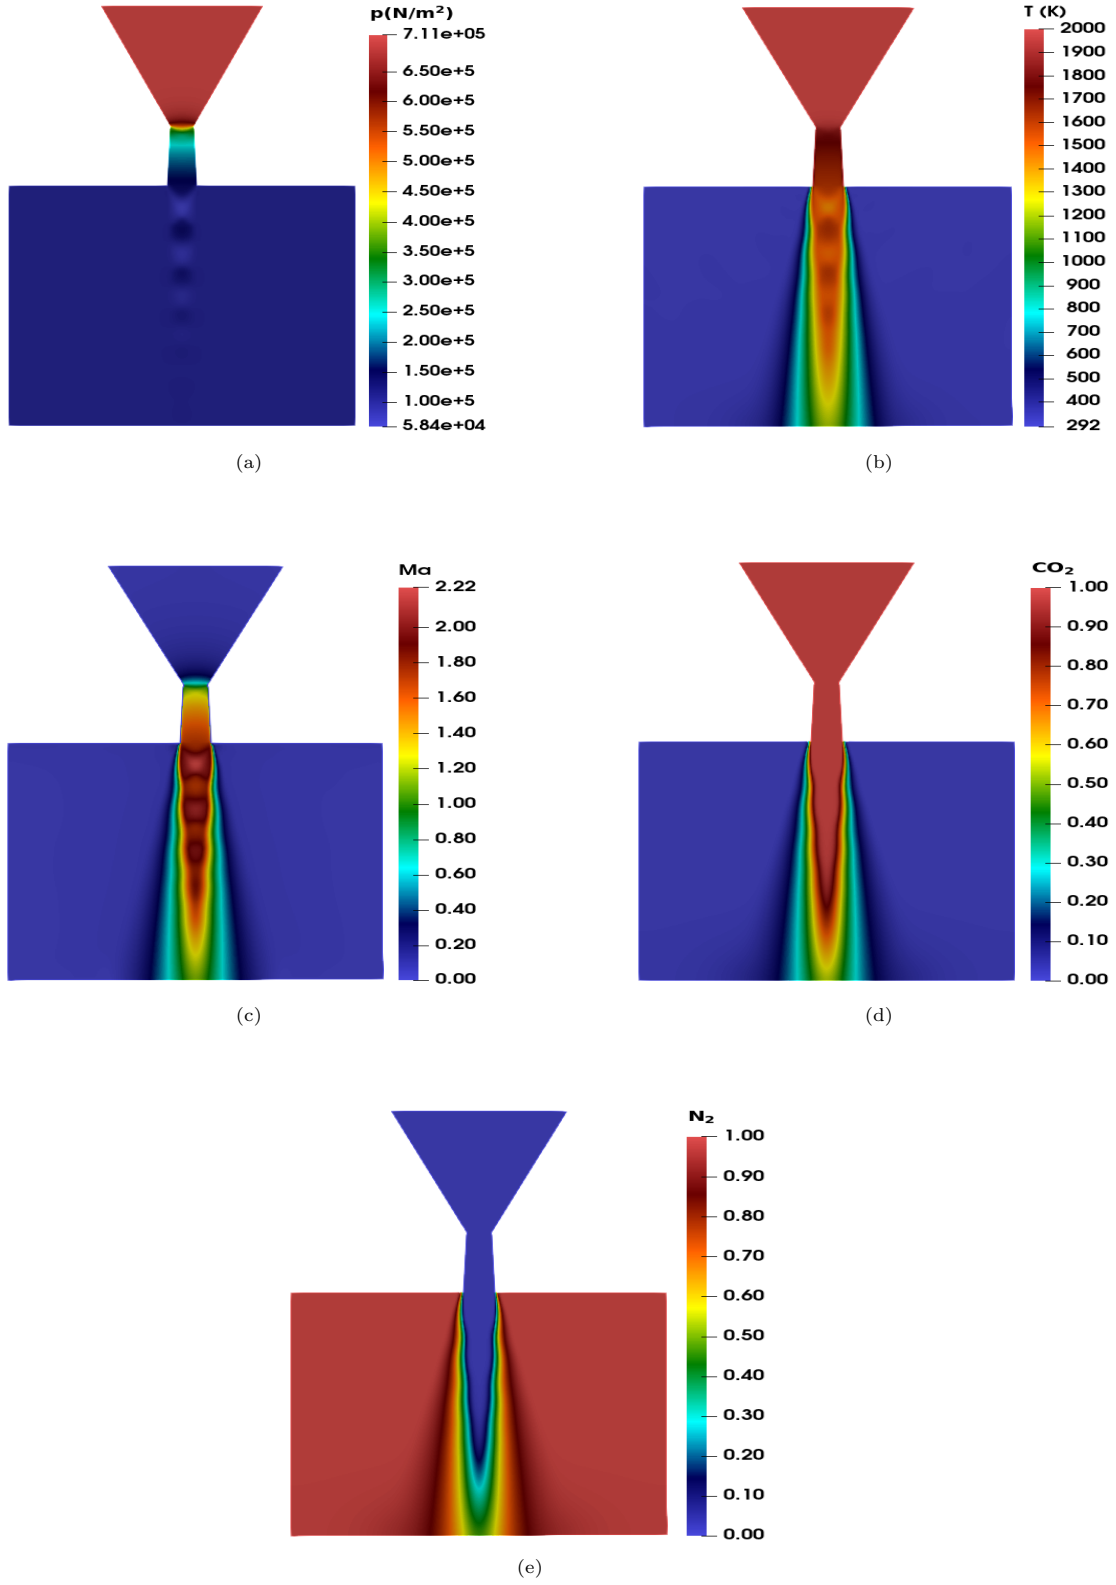 p(N/m²)
7.11e+05
6.50e+5
6.00e+5
5.50e+5
5.00e+5
4.50e+5
4.00e+5
3.50e+5
3.00e+5
2.50e+5
2.00e+5
1.50e+5
1.00e+5
5.84e+04
(a)
T (K)
2000
1900
1800
1700
1600
1500
1400
1300
1200
1100
1000
900
800
700
600
500
400
292
(b)
Ma
2.22
2.00
1.80
1.60
1.40
1.20
1.00
0.80
0.60
0.40
0.20
0.00
(c)
CO₂
1.00
0.90
0.80
0.70
0.60
0.50
0.40
0.30
0.20
0.10
0.00
(d)
N₂
1.00
0.90
0.80
0.70
0.60
0.50
0.40
0.30
0.20
0.10
0.00
(e)